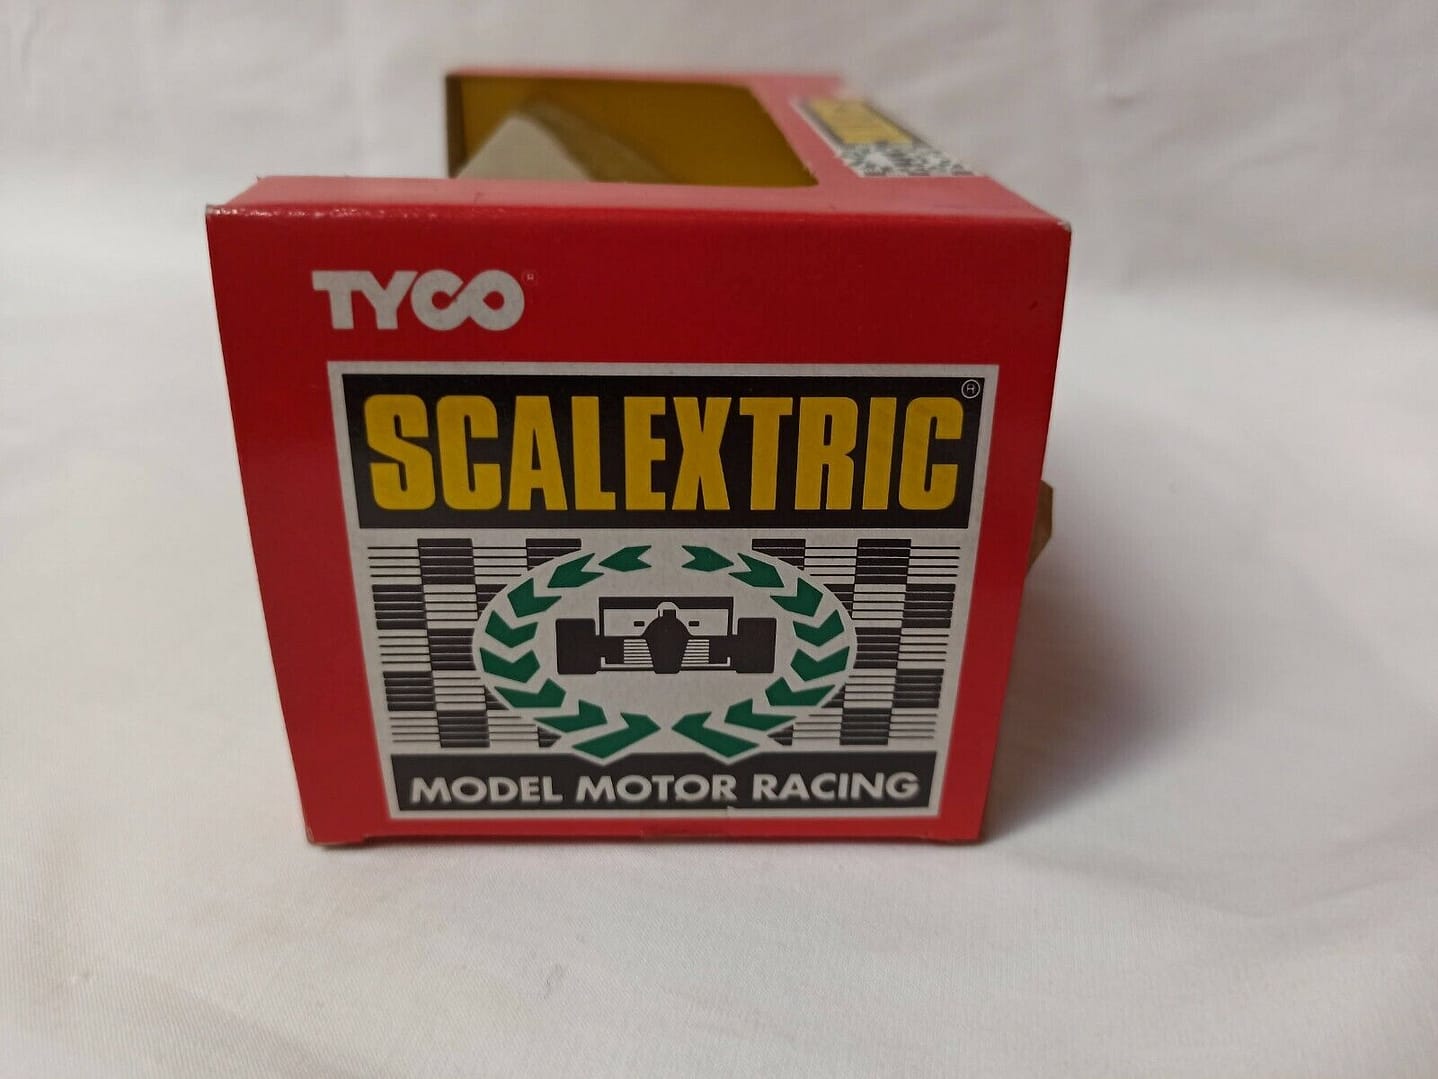 TYCO®
SCALEXTRIC®
MODEL MOTOR RACING